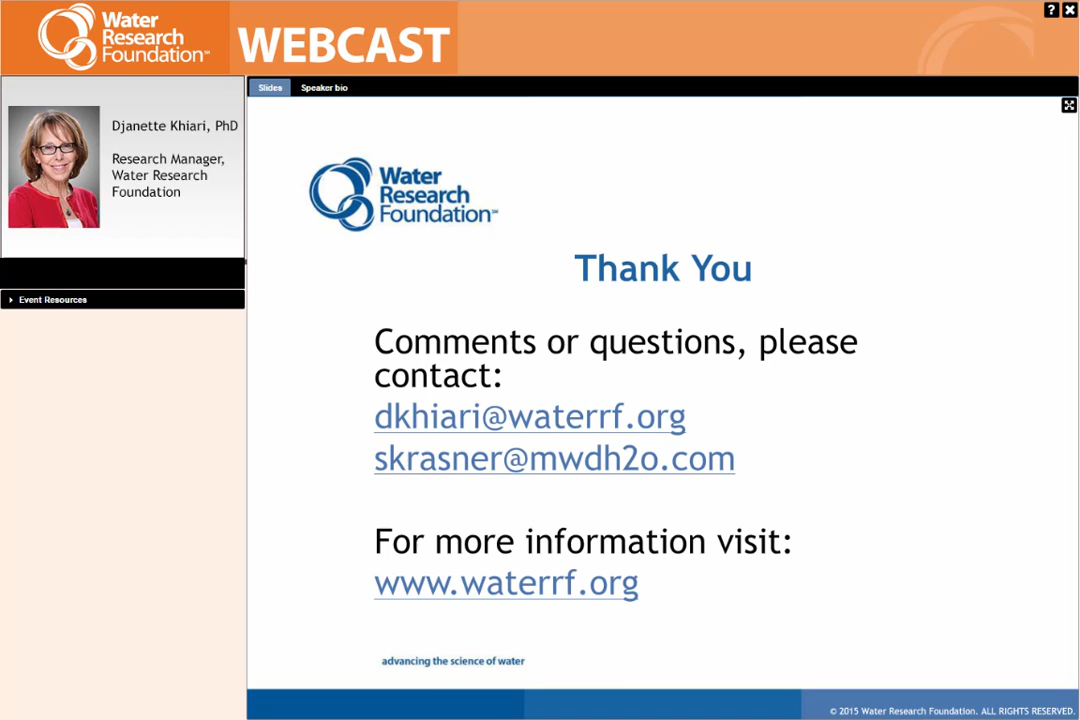 Water
Research
Foundation℠
WEBCAST
? 
Slides
Speaker bio
Djanette Khiari, PhD
Research Manager,
Water Research
Foundation
Event Resources
Water
Research
Foundation℠
Thank You
Comments or questions, please
contact:
dkhiari@waterrf.org
skrasner@mwdh2o.com
For more information visit:
www.waterrf.org
advancing the science of water
© 2015 Water Research Foundation. ALL RIGHTS RESERVED.